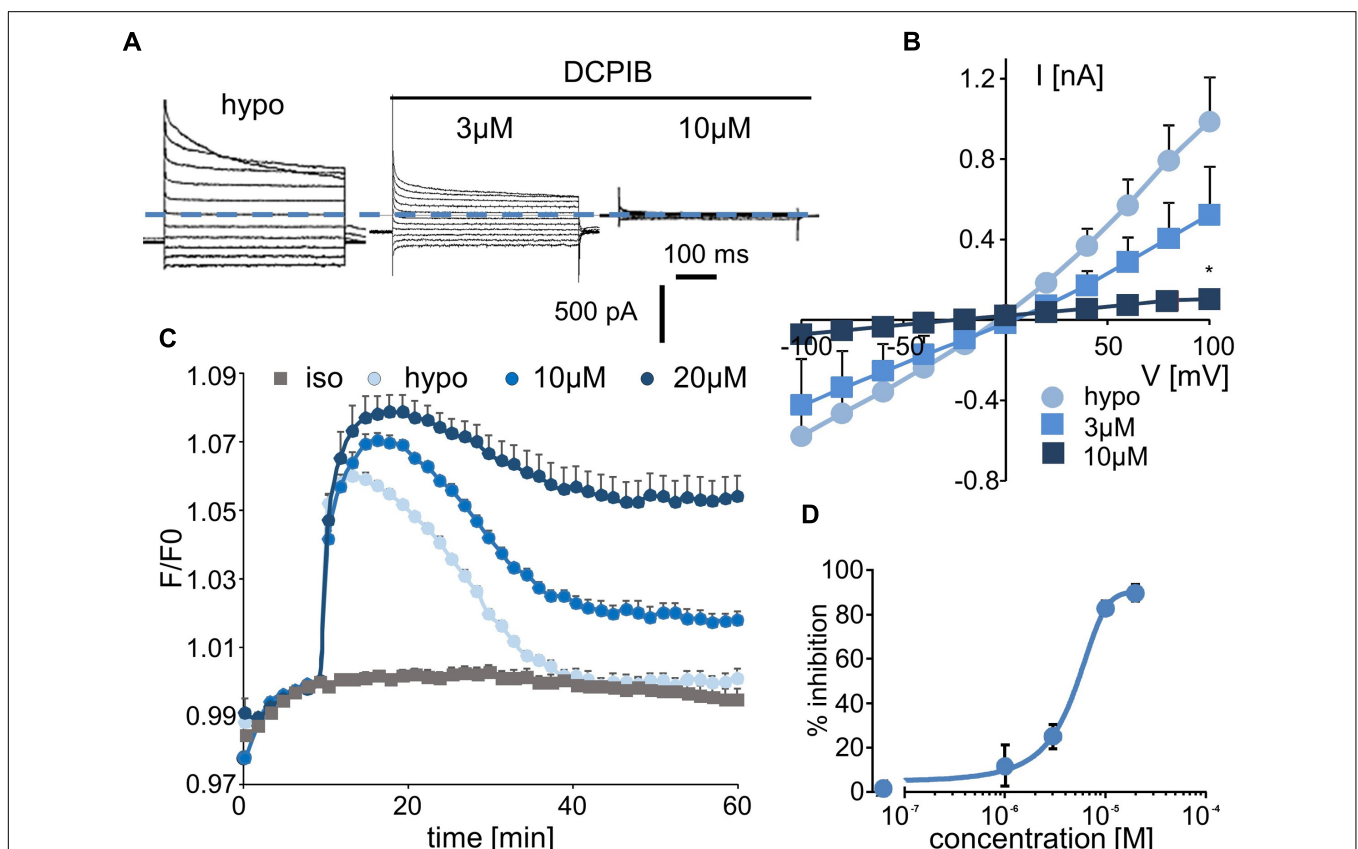 A
hypo
DCPIB
3µM
10µM
100 ms
500 pA
B
I [nA]
1.2
0.8
0.4
-0.4
-0.8
-100
-50
50
100
V [mV]
hypo
3µM
10µM
*
C
iso
hypo
10µM
20µM
1.09
1.07
1.05
1.03
1.01
0.99
0.97
F/F0
0
20
40
60
time [min]
D
100
80
60
40
20
0
% inhibition
10-7
10-6
10-5
10-4
concentration [M]